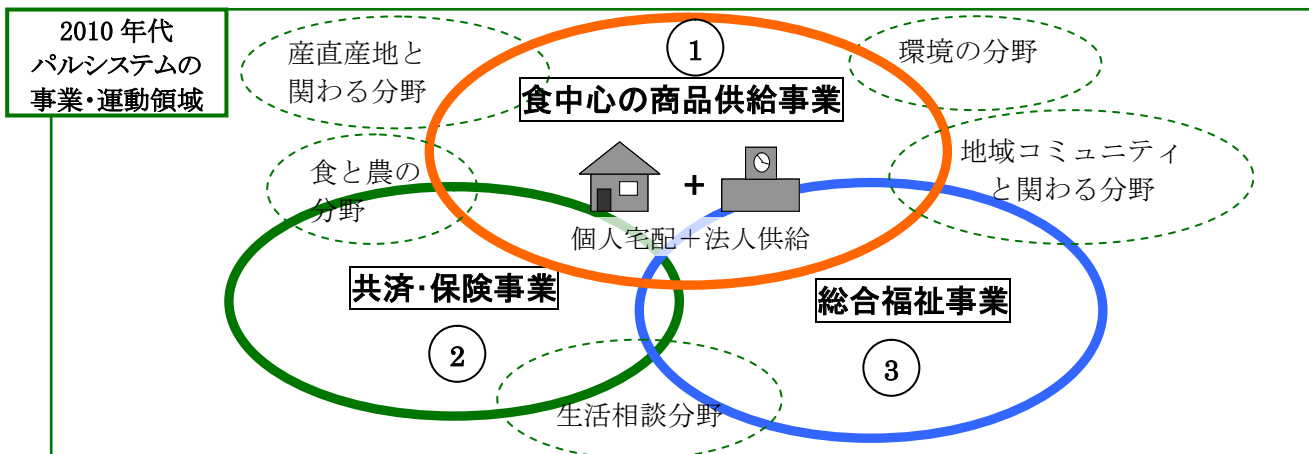 2010 年代
パルシステムの
事業・運動領域
産直産地と
関わる分野
1
環境の分野
食中心の商品供給事業
食と農の
分野
+
地域コミュニティ
と関わる分野
個人宅配＋法人供給
共済・保険事業
総合福祉事業
2
3
生活相談分野